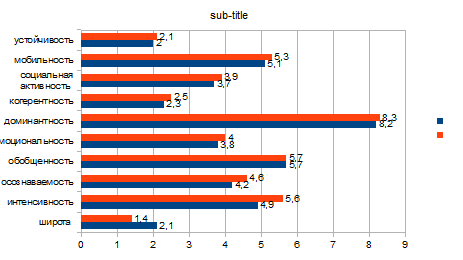 sub-title
устойчивость
2,1
2
мобильность
5,3
5,1
социальная
активность
3,9
3,7
когерентность
2,5
2,3
доминантность
8,3
8,2
моциональность
4
3,8
обобщенность
5,7
5,7
осознаваемость
4,6
4,2
интенсивность
5,6
4,9
широта
1,4
2,1
0 1 2 3 4 5 6 7 8 9